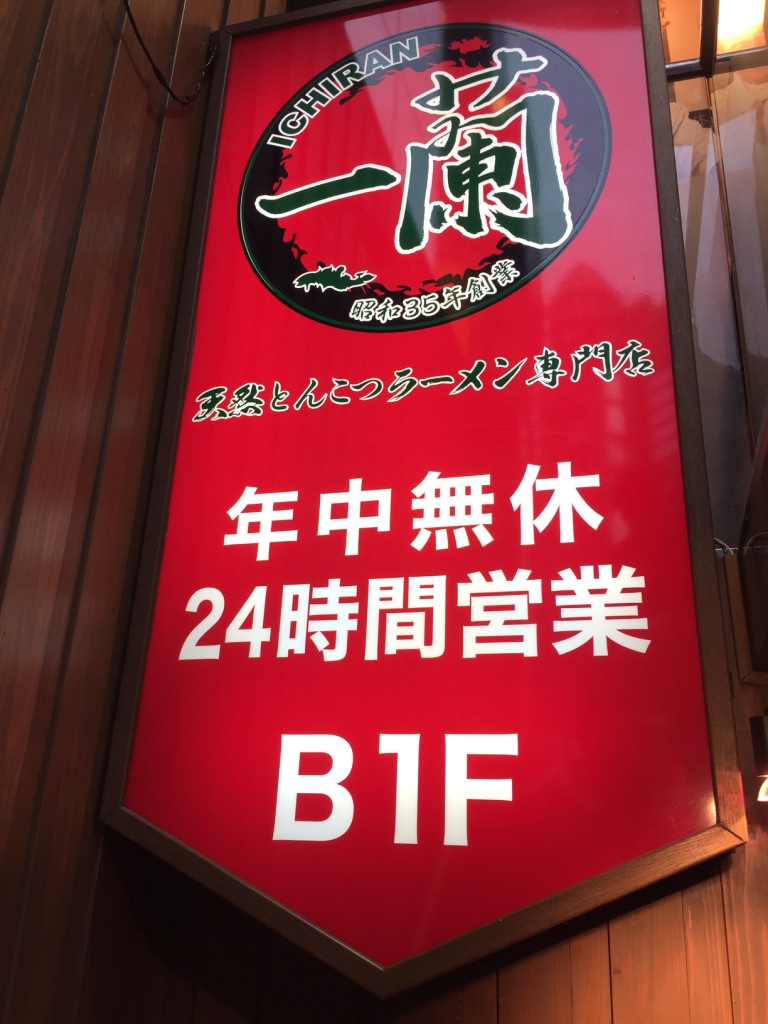 ICHIRAN
一蘭
昭和35年創業
天然とんこつラーメン専門店
年中無休
24時間営業
B1F